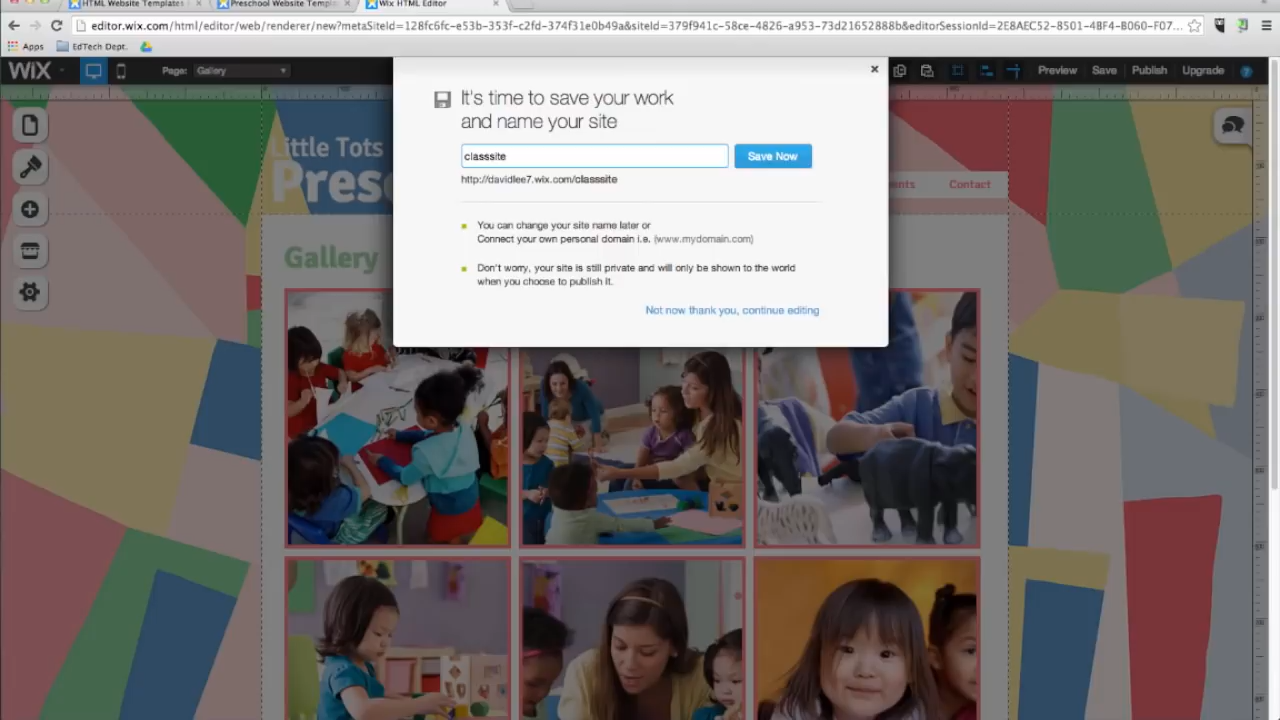 HTML Website Templates
Preschool Website Templ
Wix HTML Editor
editor.wix.com/html/editor/web/renderer/new?metaSiteId=128fc6fc-e53b-353f-c2fd-374f31e0b49a&siteId=379f941c-58ce-4826-a953-73d21652888b&editorSessionId=2E8AEC52-8501-4BF4-B060-F07...
Apps EdTech Dept.
WiX Page: Gallery Preview Save Publish Upgrade ?
It's time to save your work
and name your site
classsite Save Now
http://davidlee7.wix.com/classsite
You can change your site name later or
Connect your own personal domain i.e. (www.mydomain.com)
Don't worry, your site is still private and will only be shown to the world
when you choose to publish it.
Not now thank you, continue editing
Little Tots
Preso
ents Contact
Gallery